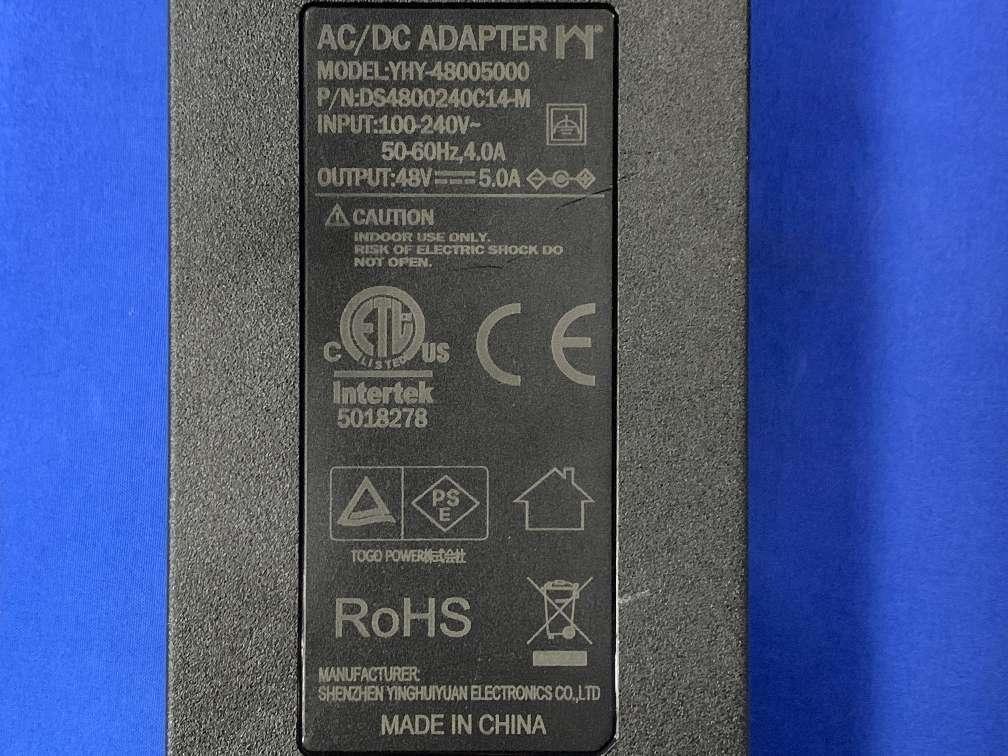 AC/DC ADAPTER
MODEL:YHY-48005000
P/N:DS4800240C14-M
INPUT:100-240V~
50-60Hz,4.0A
OUTPUT:48V⎓5.0A
CAUTION
INDOOR USE ONLY.
RISK OF ELECTRIC SHOCK DO
NOT OPEN.
ETL
C LISTED US
CE
Intertek
5018278
PS
E
TOGO POWER株式会社
RoHS
MANUFACTURER:
SHENZHEN YINGHUIYUAN ELECTRONICS CO.,LTD
MADE IN CHINA